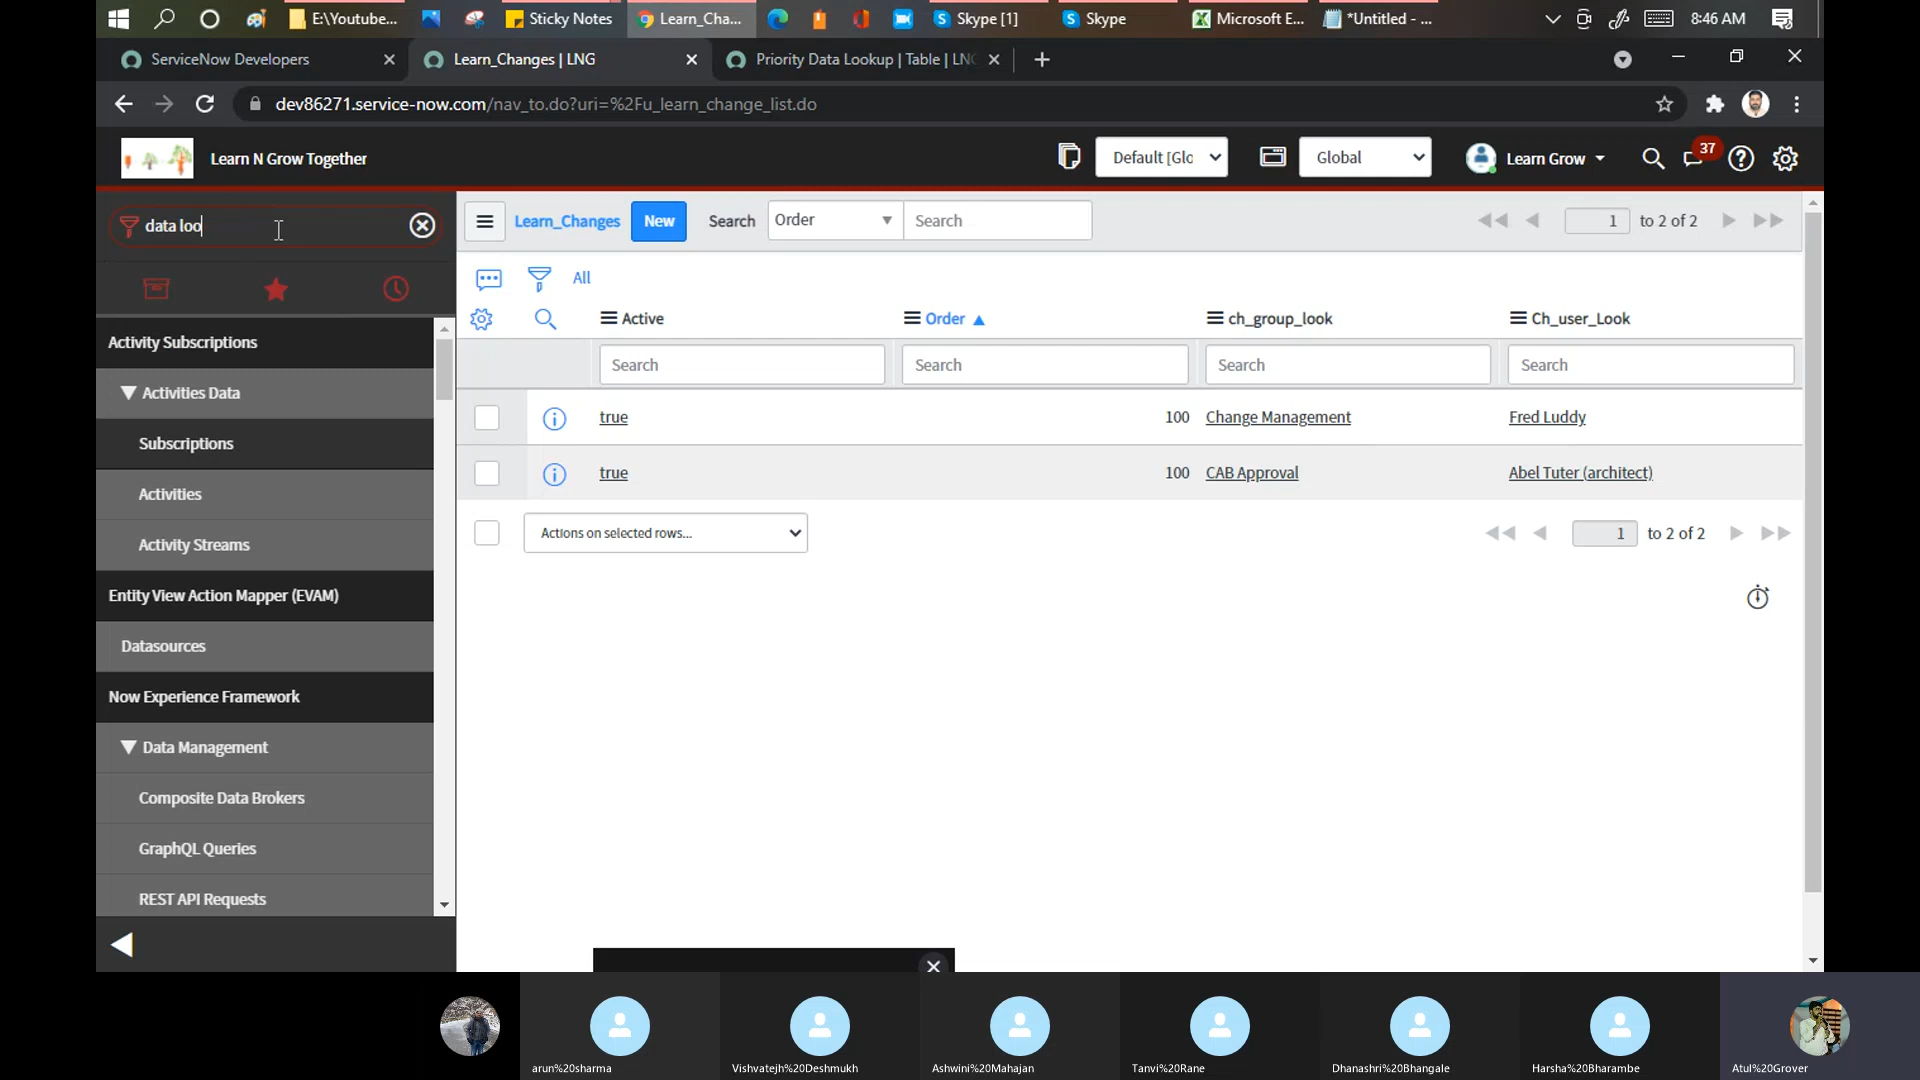 E:\Youtube...
Sticky Notes
Learn_Cha...
Skype [1]
Skype
Microsoft E...
*Untitled - ...
8:46 AM
ServiceNow Developers
Learn_Changes | LNG
Priority Data Lookup | Table | LNG
dev86271.service-now.com/nav_to.do?uri=%2Fu_learn_change_list.do
Learn N Grow Together
Default [Glo
Global
Learn Grow
37
data loo
Learn_Changes
New
Search
Order
Search
1
to 2 of 2
All
Active
Order
ch_group_look
Ch_user_Look
Search
Search
Search
Search
true
100
Change Management
Fred Luddy
true
100
CAB Approval
Abel Tuter (architect)
Actions on selected rows...
1
to 2 of 2
Activity Subscriptions
Activities Data
Subscriptions
Activities
Activity Streams
Entity View Action Mapper (EVAM)
Datasources
Now Experience Framework
Data Management
Composite Data Brokers
GraphQL Queries
REST API Requests
arun%20sharma
Vishvatejh%20Deshmukh
Ashwini%20Mahajan
Tanvi%20Rane
Dhanashri%20Bhangale
Harsha%20Bharambe
Atul%20Grover